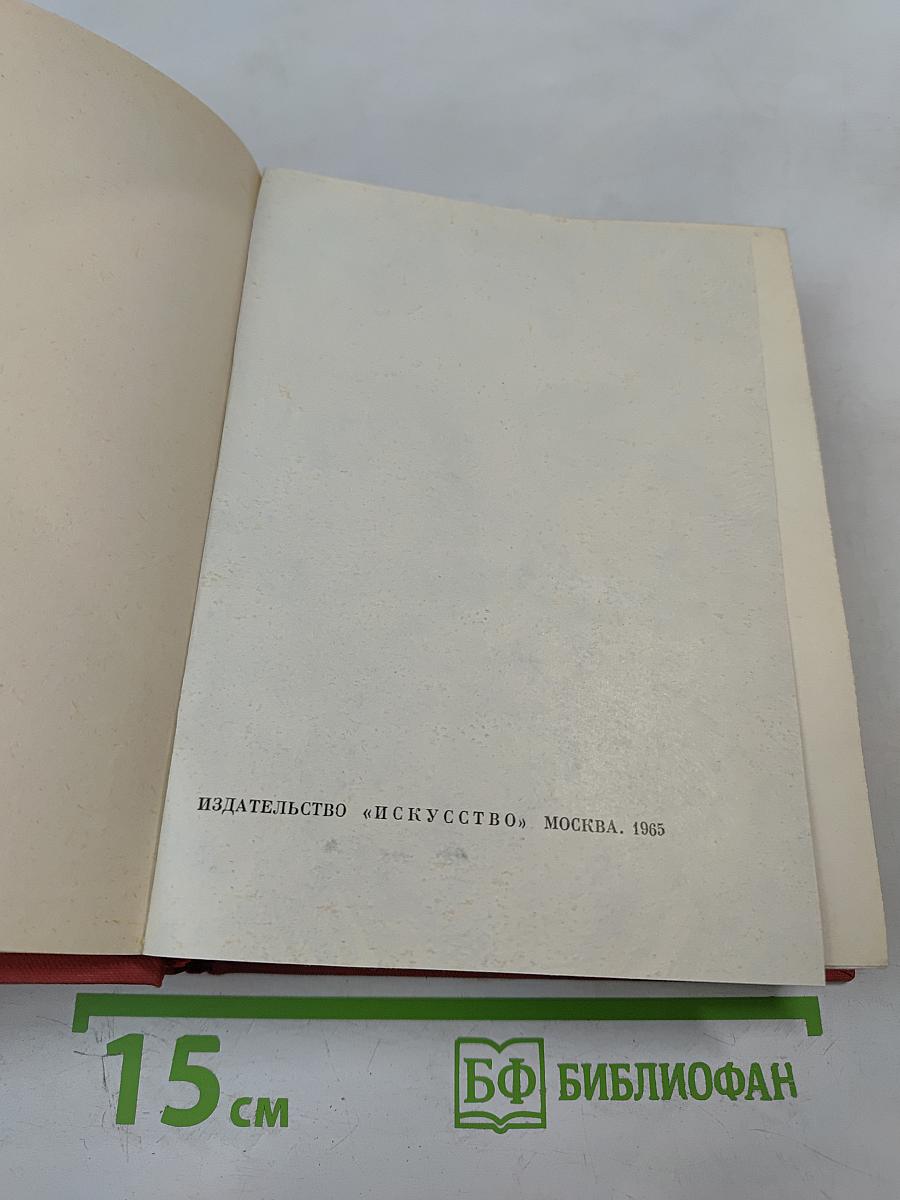 ИЗДАТЕЛЬСТВО «ИСКУССТВО» МОСКВА. 1965
15 см
БФ БИБЛИОФАН